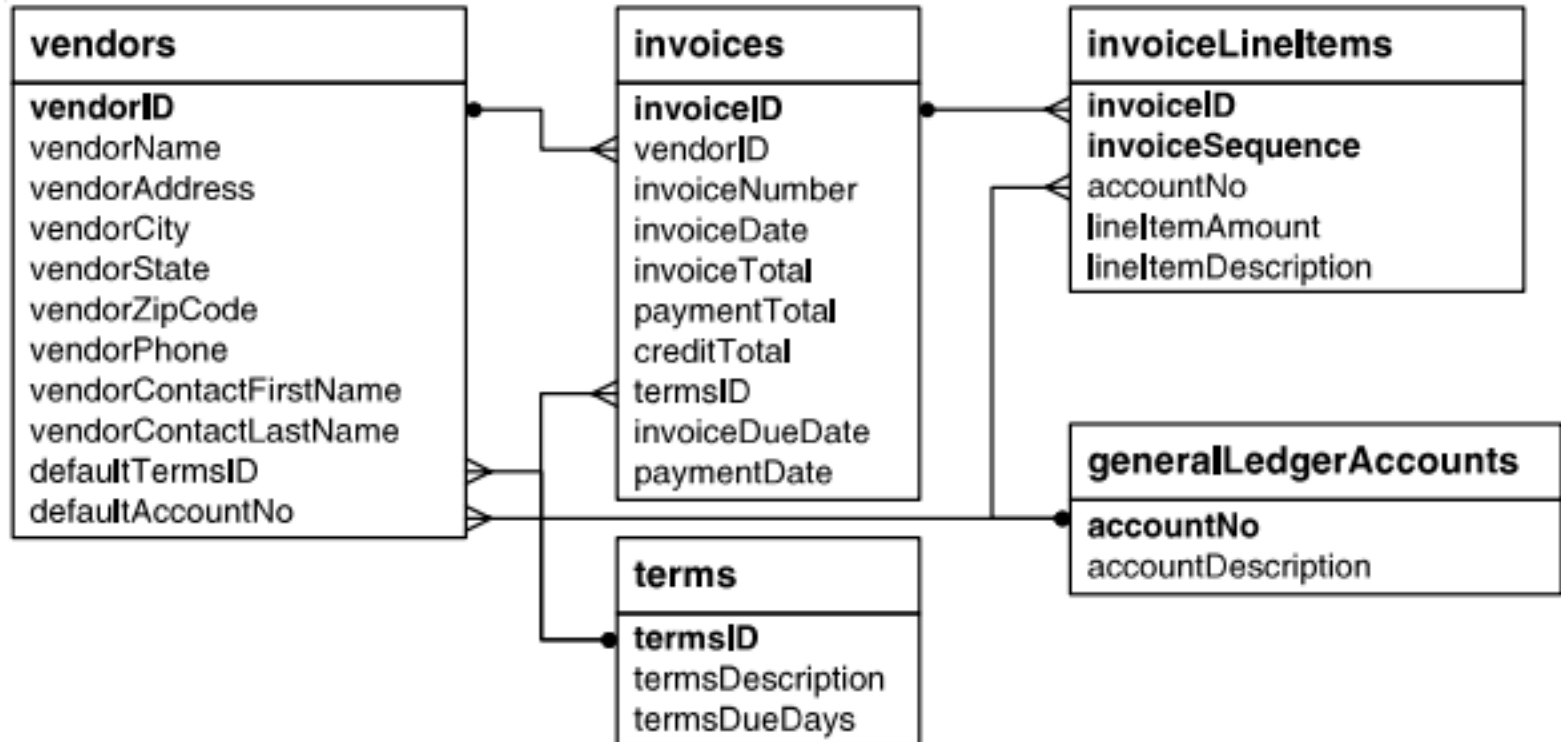 vendors
vendorID
vendorName
vendorAddress
vendorCity
vendorState
vendorZipCode
vendorPhone
vendorContactFirstName
vendorContactLastName
defaultTermsID
defaultAccountNo
invoices
invoiceID
vendorID
invoiceNumber
invoiceDate
invoiceTotal
paymentTotal
creditTotal
termsID
invoiceDueDate
paymentDate
terms
termsID
termsDescription
termsDueDays
invoiceLineItems
invoiceID
invoiceSequence
accountNo
lineItemAmount
lineItemDescription
generalLedgerAccounts
accountNo
accountDescription